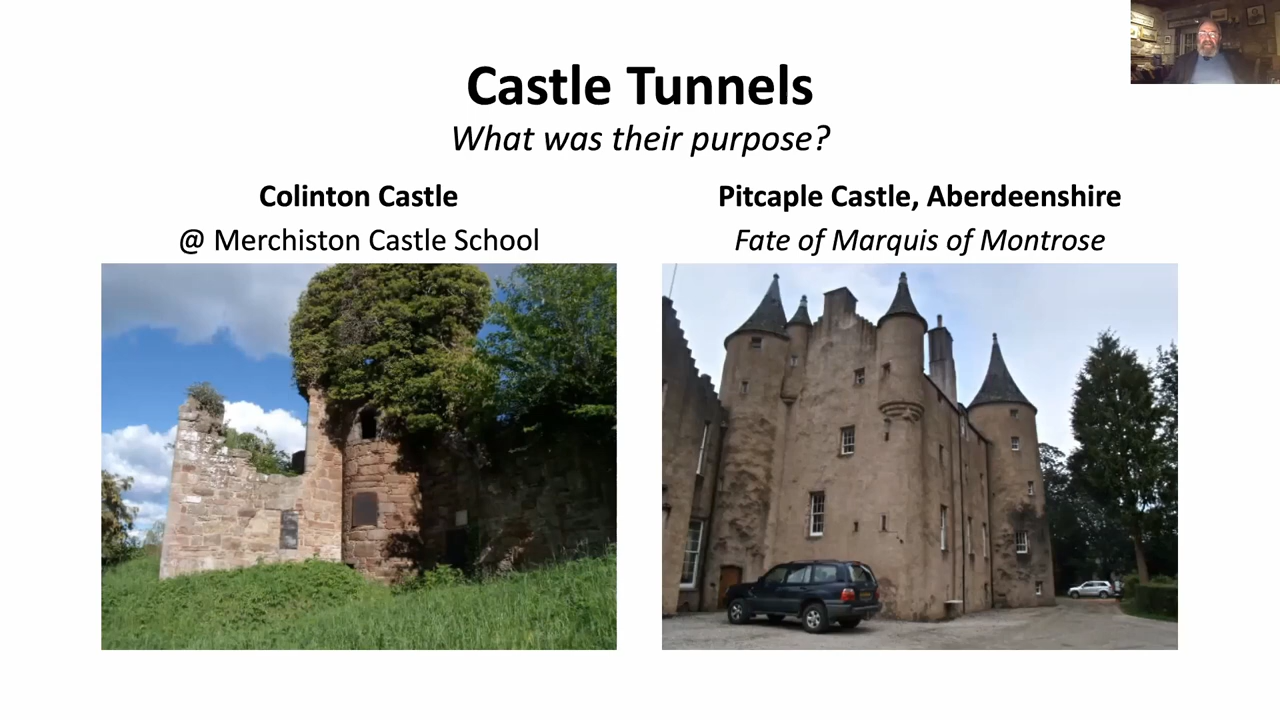 Castle Tunnels
What was their purpose?
Colinton Castle
@ Merchiston Castle School
Pitcaple Castle, Aberdeenshire
Fate of Marquis of Montrose